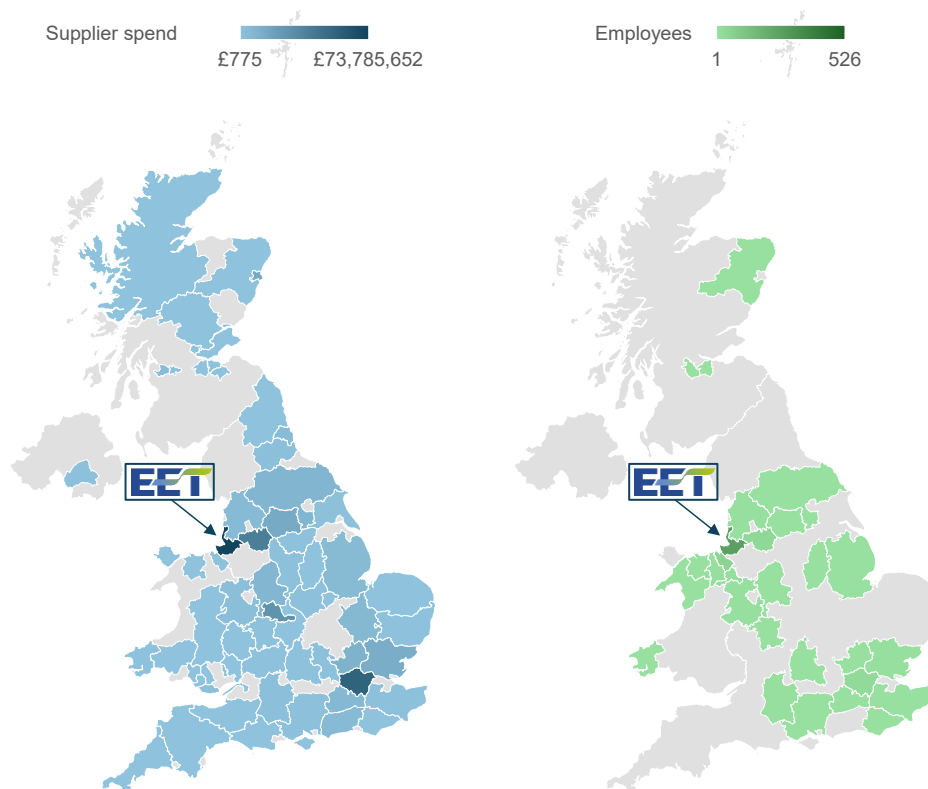 Supplier spend
£775 £73,785,652
Employees
1 526
EET
EET